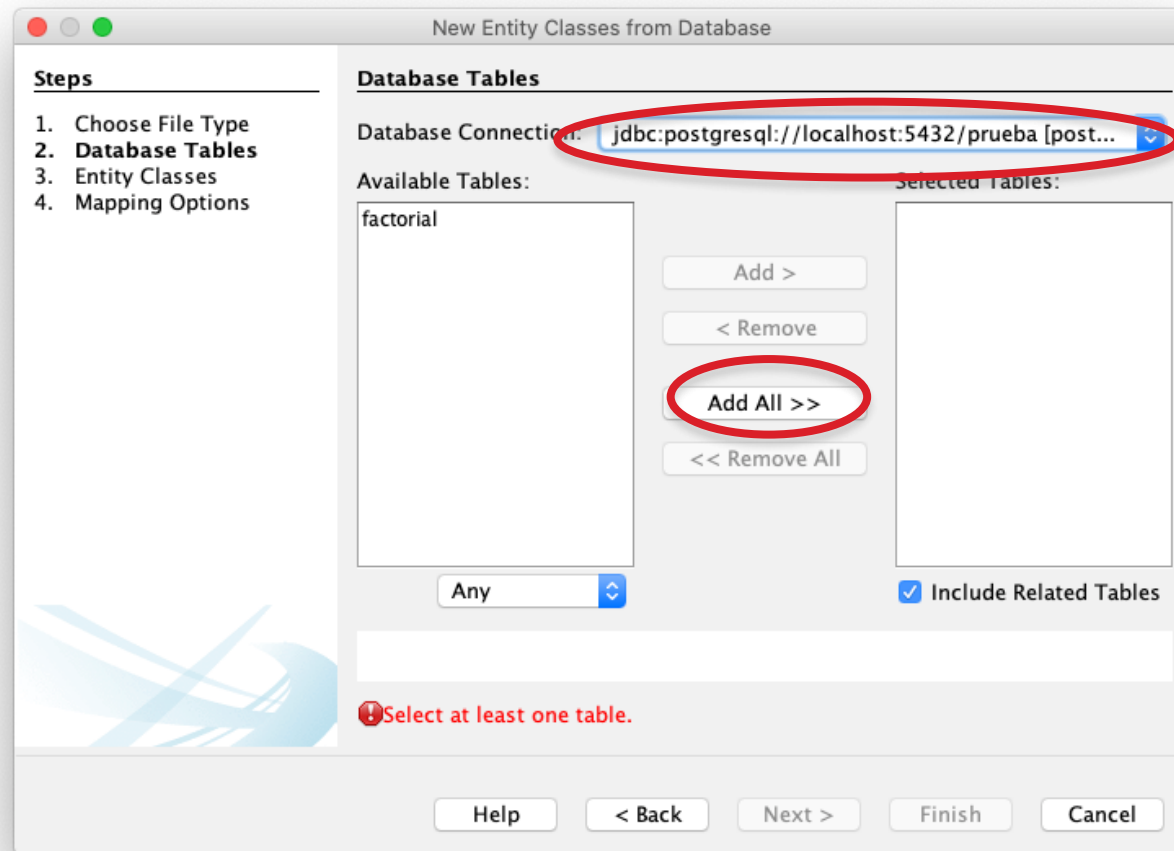 New Entity Classes from Database
Steps
1. Choose File Type
2. Database Tables
3. Entity Classes
4. Mapping Options
Database Tables
Database Connection: jdbc:postgresql://localhost:5432/prueba [post...
Available Tables:
Selected Tables:
factorial
Add >
< Remove
Add All >>
<< Remove All
Any
Include Related Tables
Select at least one table.
Help
< Back
Next >
Finish
Cancel